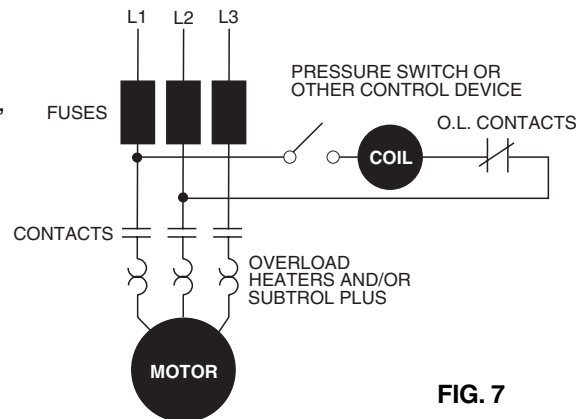 L1 L2 L3
PRESSURE SWITCH OR
OTHER CONTROL DEVICE
,
FUSES
O.L. CONTACTS
COIL
CONTACTS
OVERLOAD
HEATERS AND/OR
SUBTROL PLUS
MOTOR
FIG. 7